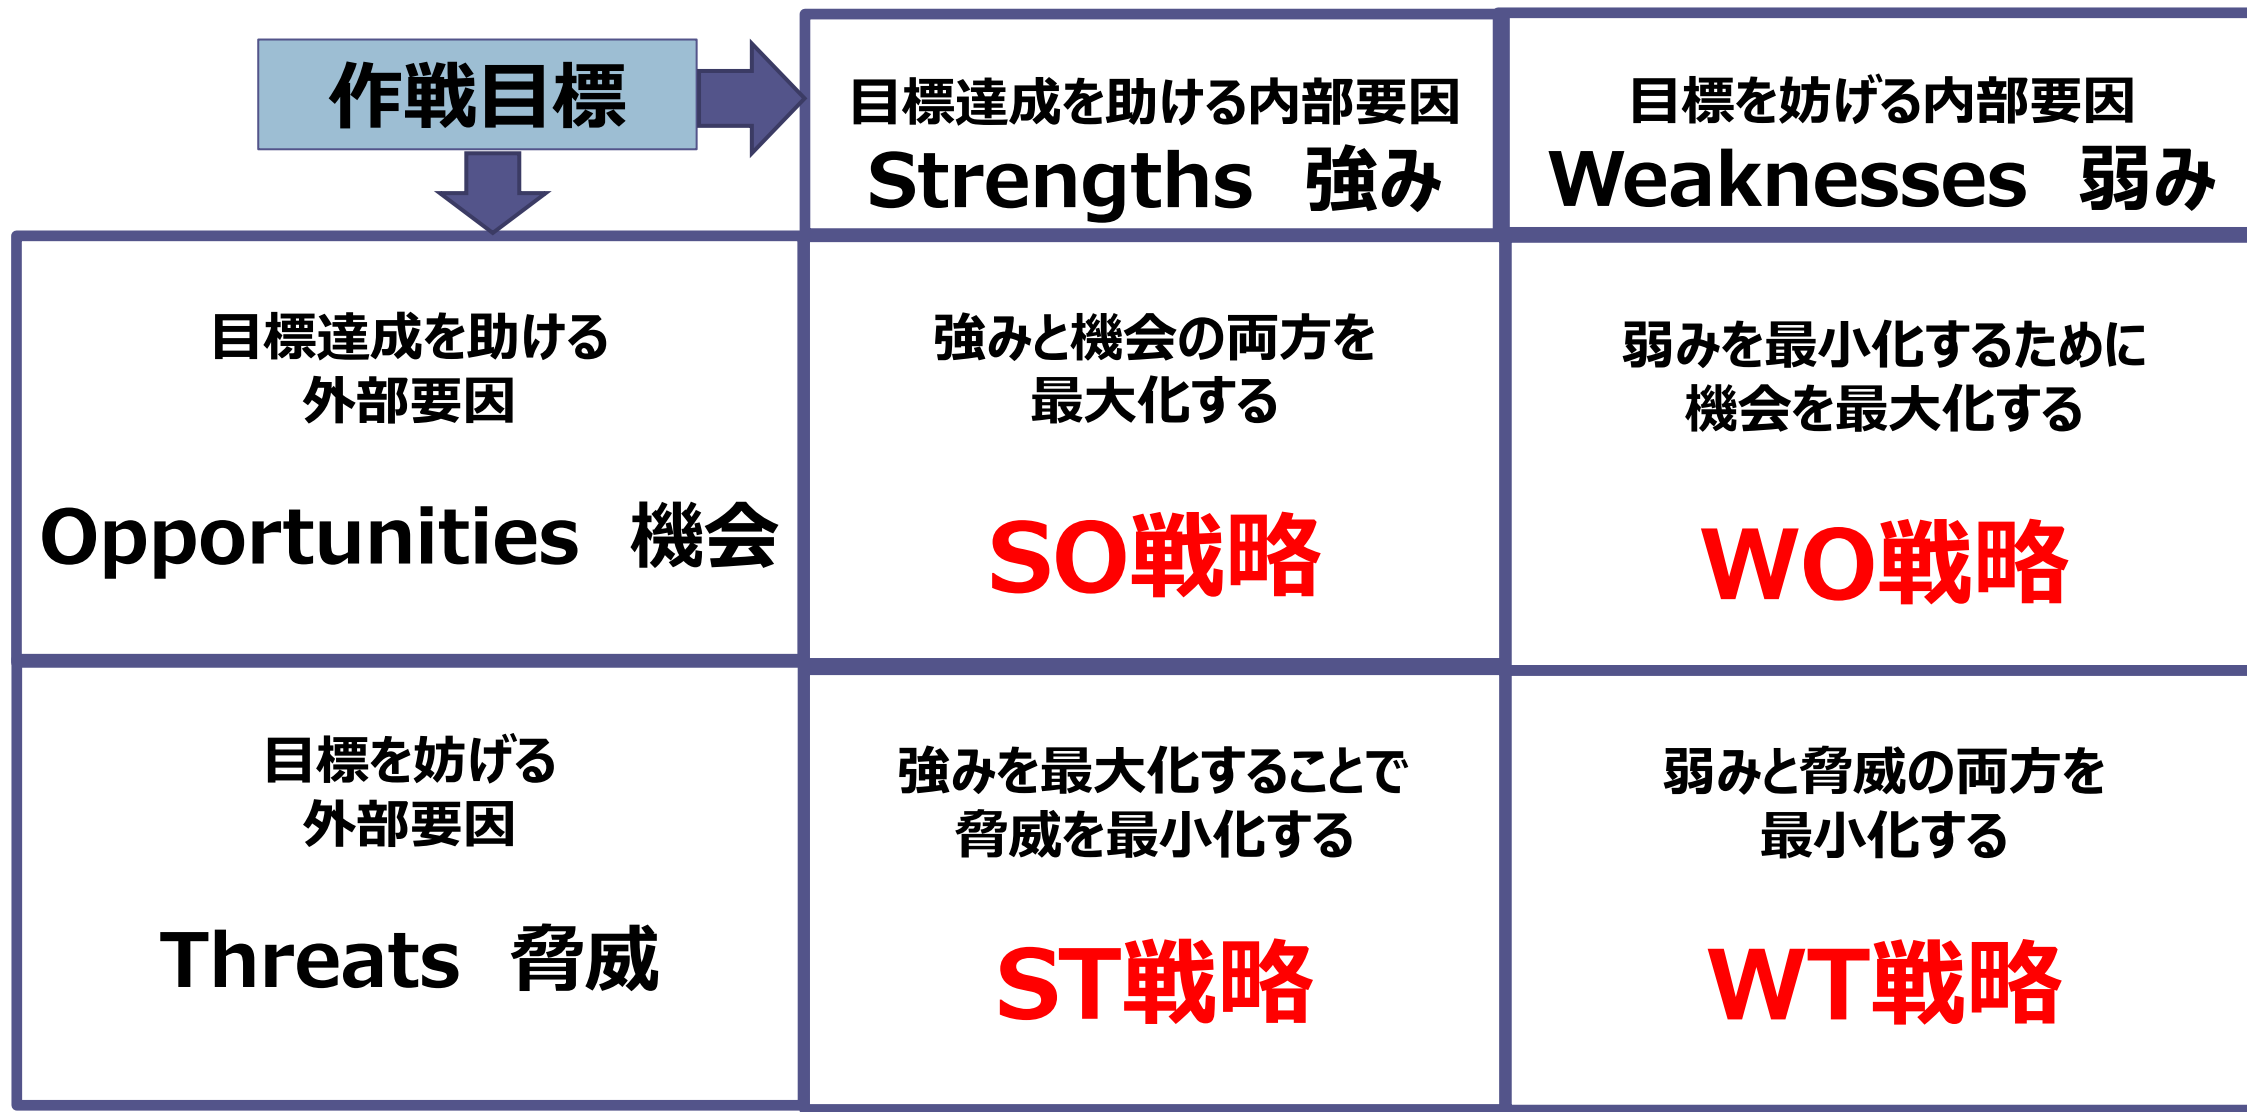 作戦目標
目標達成を助ける内部要因
Strengths 強み
目標を妨げる内部要因
Weaknesses 弱み
目標達成を助ける
外部要因
Opportunities 機会
強みと機会の両方を
最大化する
SO戦略
弱みを最小化するために
機会を最大化する
WO戦略
目標を妨げる
外部要因
Threats 脅威
強みを最大化することで
脅威を最小化する
ST戦略
弱みと脅威の両方を
最小化する
WT戦略